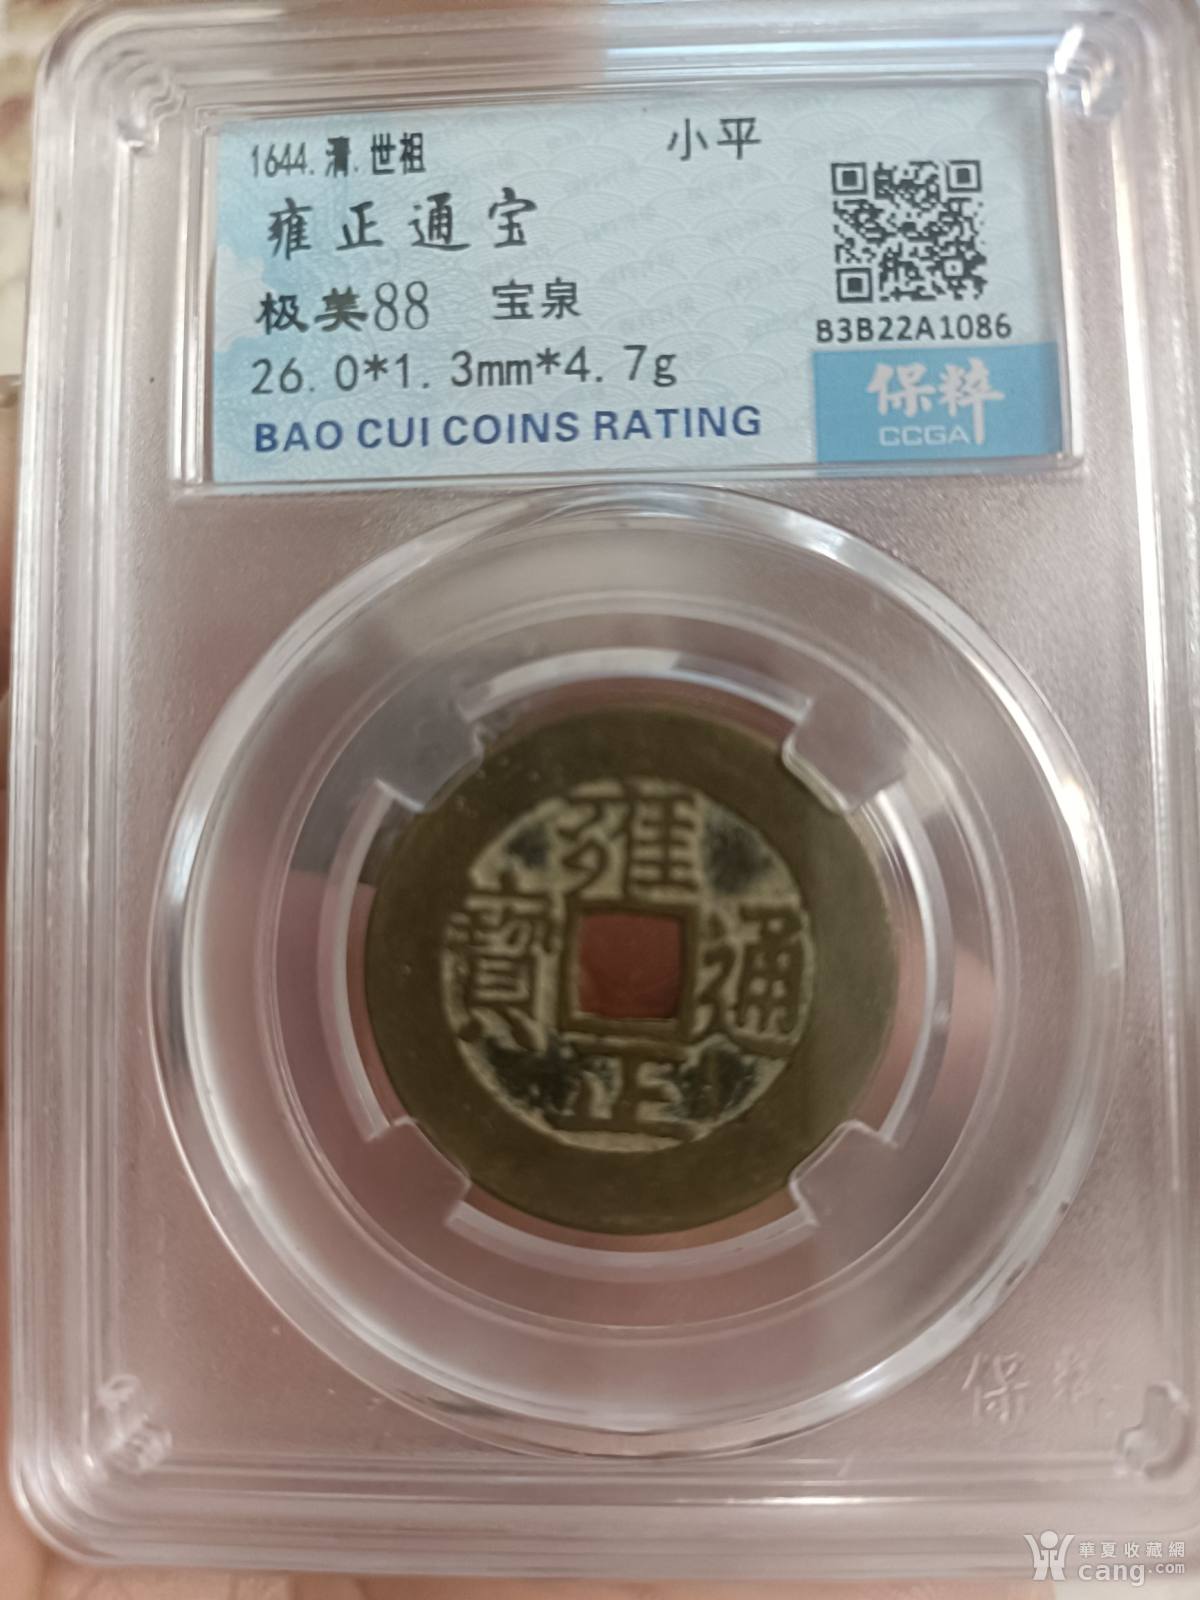 1644.清.世祖 小平
雍正通宝
极美88 宝泉
26.0*1.3mm*4.7g
BAO CUI COINS RATING
B3B22A1086
保粹
CCGA
雍
寶 通
正
保粹
華夏收藏網
cang.com